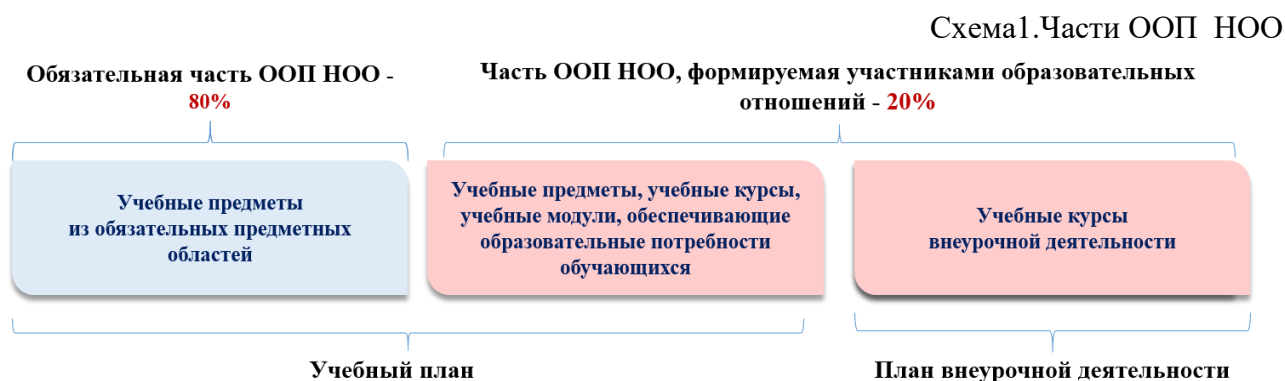 Схема1.Части ООП  НОО
Обязательная часть ООП НОО -
80%
Часть ООП НОО, формируемая участниками образовательных
отношений - 20%
Учебные предметы
из обязательных предметных
областей
Учебные предметы, учебные курсы,
учебные модули, обеспечивающие
образовательные потребности
обучающихся
Учебные курсы
внеурочной деятельности
Учебный план
План внеурочной деятельности